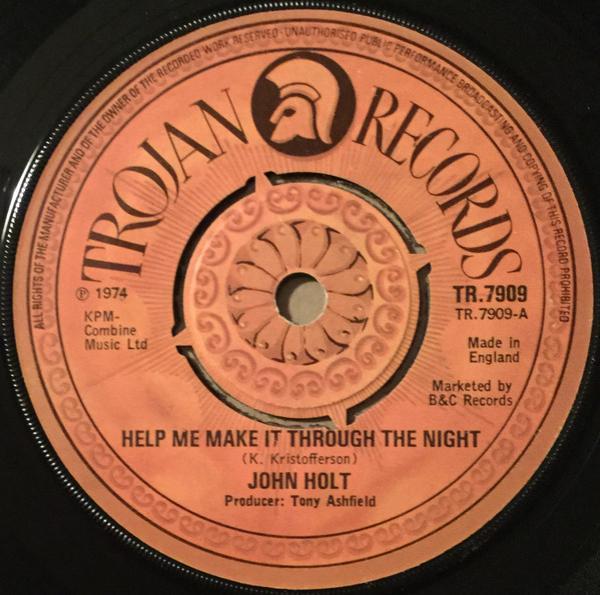 ALL RIGHTS OF THE MANUFACTURER AND OF THE OWNER OF THE RECORDED WORK RESERVED · UNAUTHORISED PUBLIC PERFORMANCE BROADCASTING AND COPYING OF THIS RECORD PROHIBITED
TROJAN RECORDS
℗ 1974
KPM-
Combine
Music Ltd
TR.7909
TR.7909-A
Made in
England
Marketed by
B&C Records
HELP ME MAKE IT THROUGH THE NIGHT
(K. Kristofferson)
JOHN HOLT
Producer: Tony Ashfield